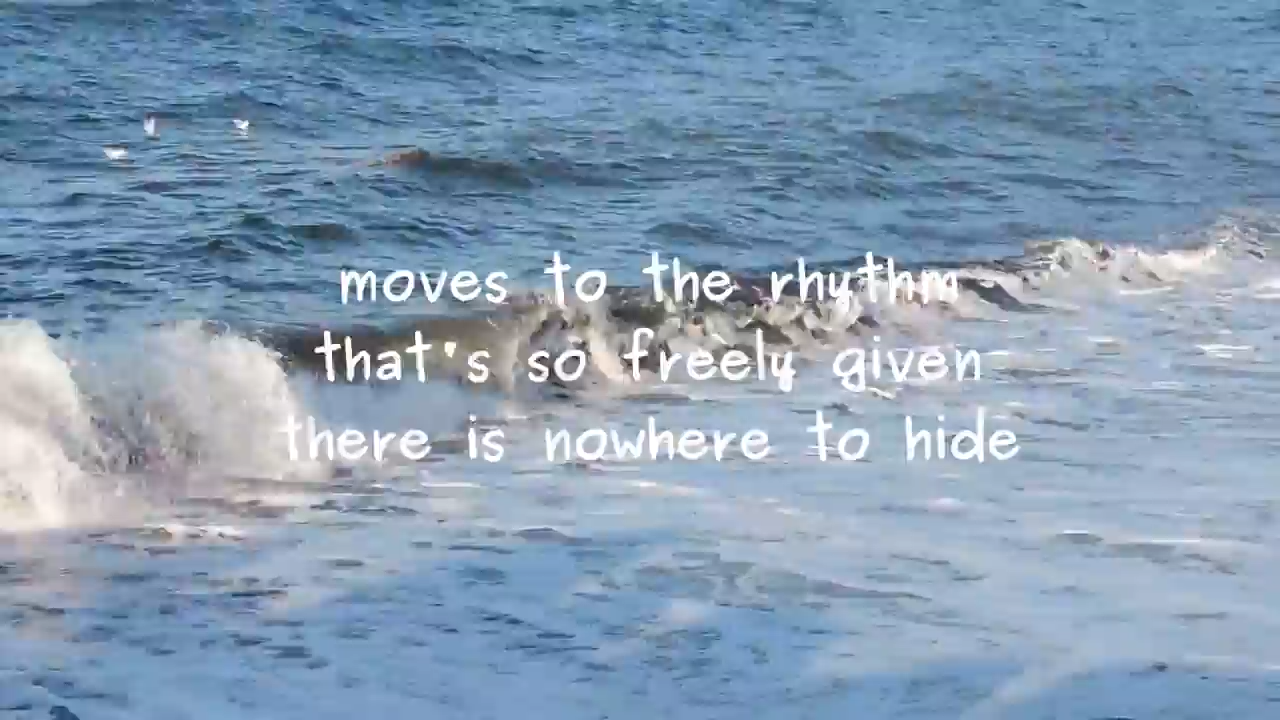 moves to the rhythm
that's so freely given
there is nowhere to hide